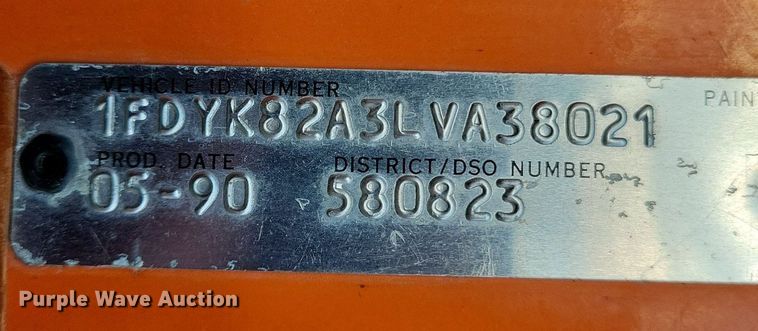 VEHICLE ID NUMBER
1FDYK82A3LVA38021
PAIN
PROD. DATE
DISTRICT/DSO NUMBER
05-90
580823
Purple Wave Auction